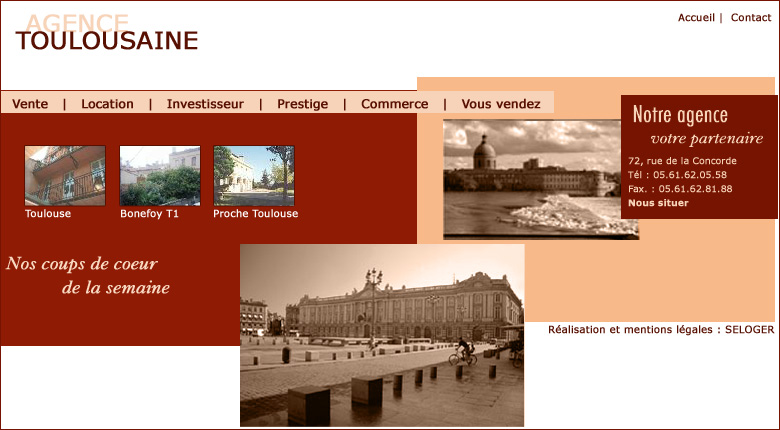 AGENCE
TOULOUSAINE
Accueil | Contact
Vente | Location | Investisseur | Prestige | Commerce | Vous vendez
Notre agence
votre partenaire
72, rue de la Concorde
Tél : 05.61.62.05.58
Fax. : 05.61.62.81.88
Nous situer
Toulouse
Bonefoy T1
Proche Toulouse
Nos coups de coeur
de la semaine
Réalisation et mentions légales : SELOGER